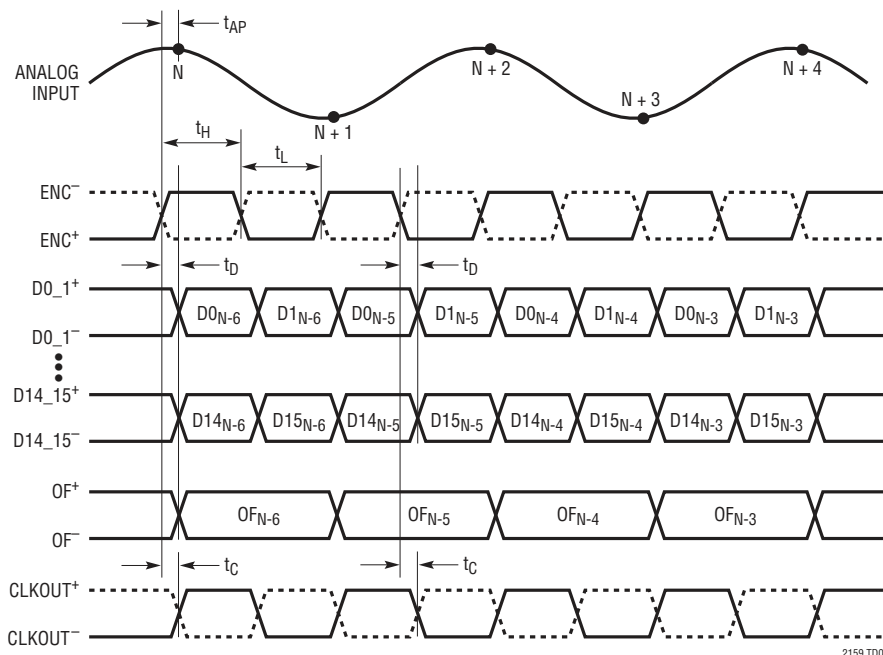 tAP
ANALOG
INPUT
N
N + 1
N + 2
N + 3
N + 4
tH
tL
ENC–
ENC+
tD
tD
D0_1+
D0_1–
D0N-6
D1N-6
D0N-5
D1N-5
D0N-4
D1N-4
D0N-3
D1N-3
D14_15+
D14_15–
D14N-6
D15N-6
D14N-5
D15N-5
D14N-4
D15N-4
D14N-3
D15N-3
OF+
OF–
OFN-6
OFN-5
OFN-4
OFN-3
tC
tC
CLKOUT+
CLKOUT–
2159 TD0